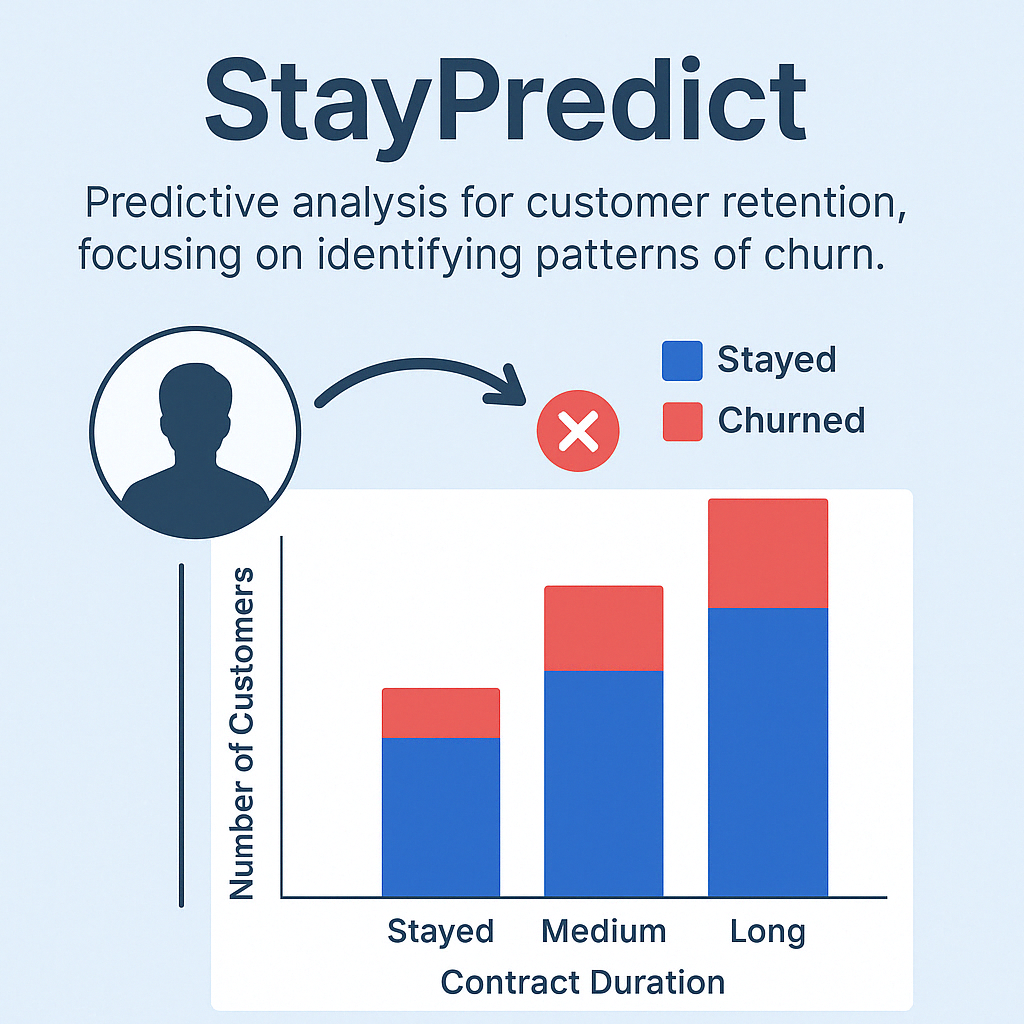 StayPredict
Predictive analysis for customer retention,
focusing on identifying patterns of churn.
Stayed
Churned
Number of Customers
Stayed
Medium
Long
Contract Duration